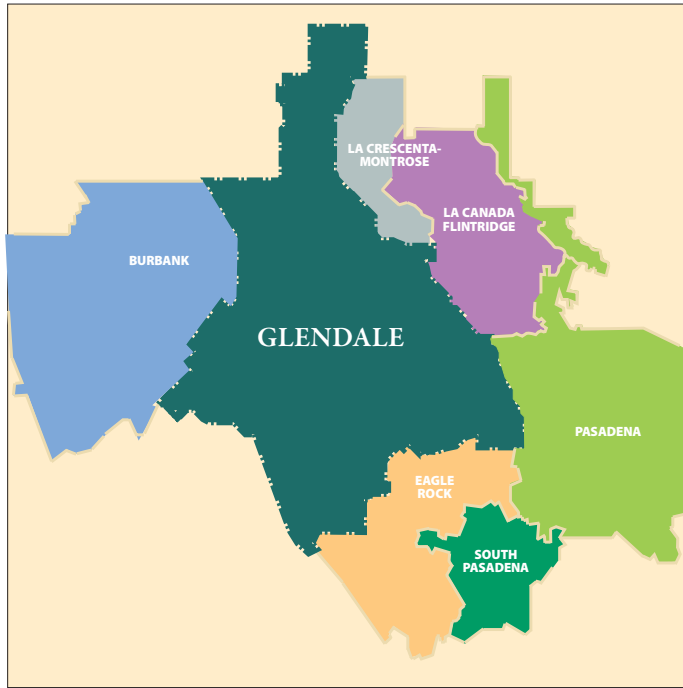 LA CRESCENTA-
MONTROSE
LA CANADA
FLINTRIDGE
BURBANK
GLENDALE
PASADENA
EAGLE
ROCK
SOUTH
PASADENA